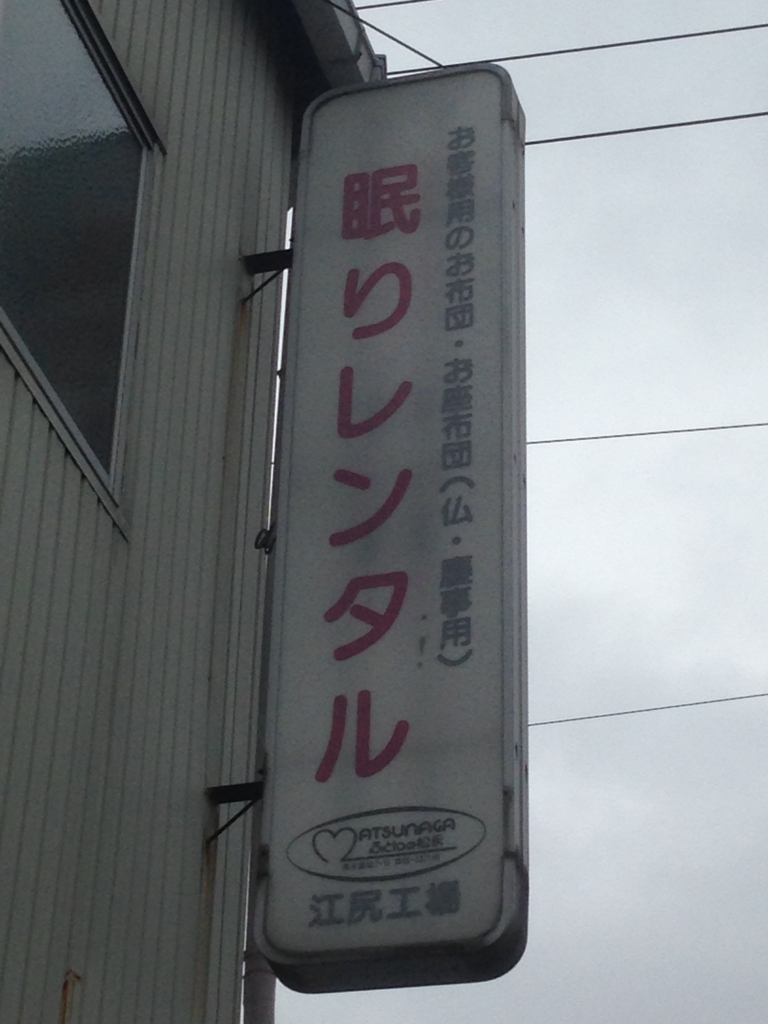 お客様用のお布団・お座布団(仏・慶事用)
眠りレンタル
MATSUNAGA
ふとんの松永
江尻工場